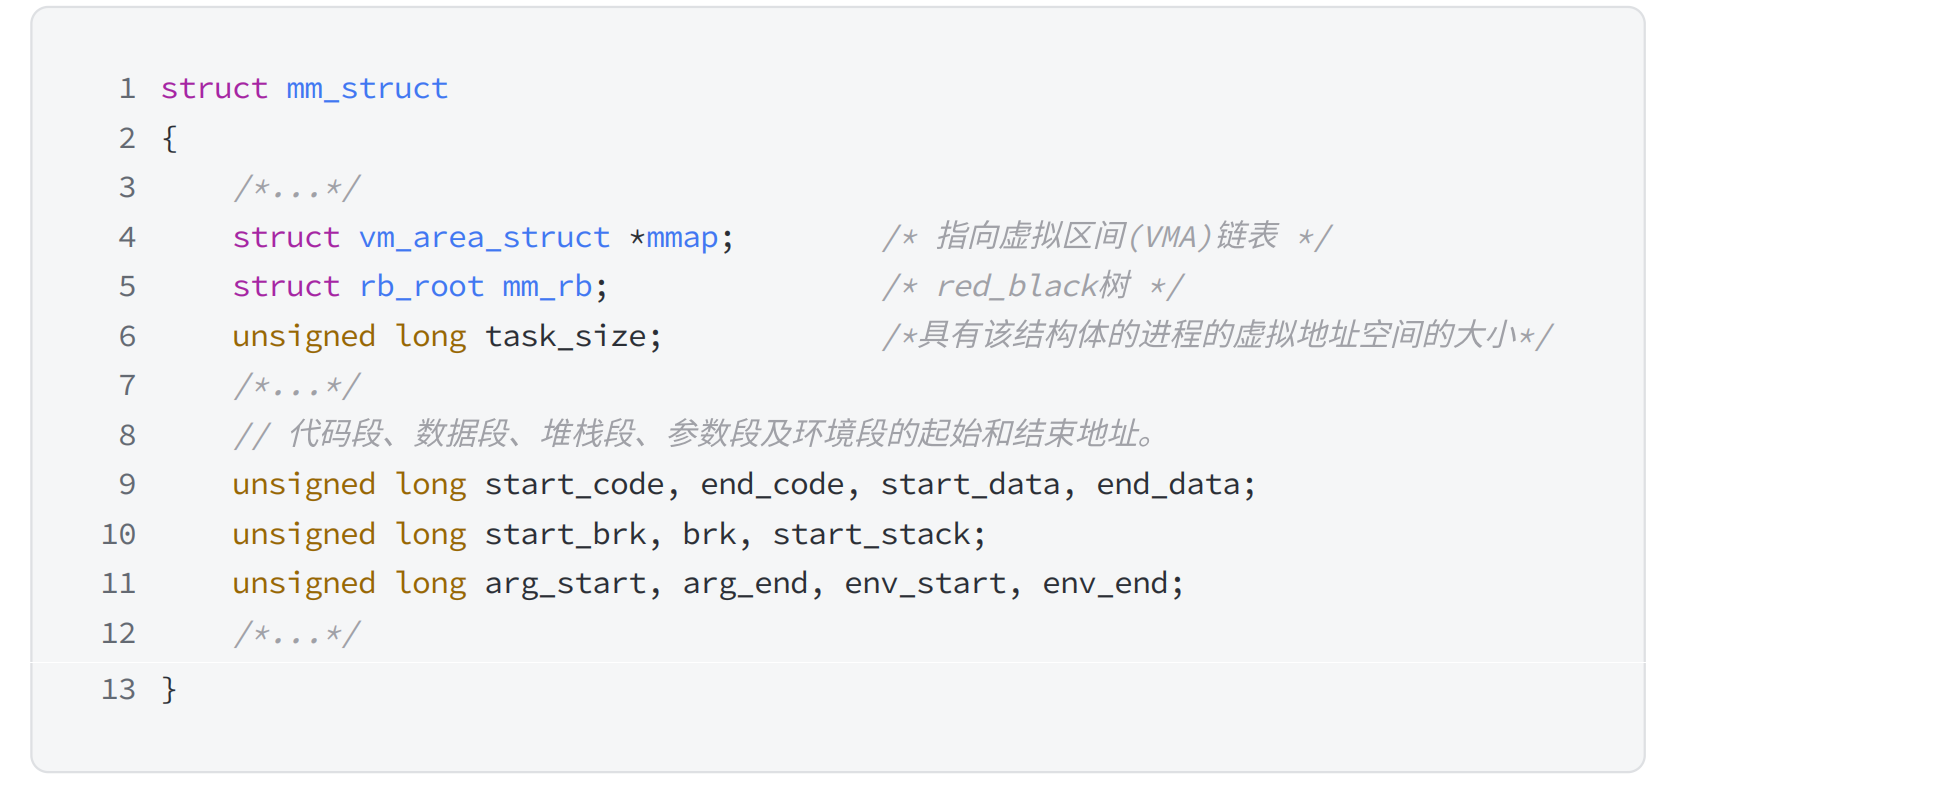 1 struct mm_struct
2 {
3     /*...*/
4     struct vm_area_struct *mmap;        /* 指向虚拟区间(VMA)链表 */
5     struct rb_root mm_rb;               /* red_black树 */
6     unsigned long task_size;            /*具有该结构体的进程的虚拟地址空间的大小*/
7     /*...*/
8     // 代码段、数据段、堆栈段、参数段及环境段的起始和结束地址。
9     unsigned long start_code, end_code, start_data, end_data;
10     unsigned long start_brk, brk, start_stack;
11     unsigned long arg_start, arg_end, env_start, env_end;
12     /*...*/
13 }